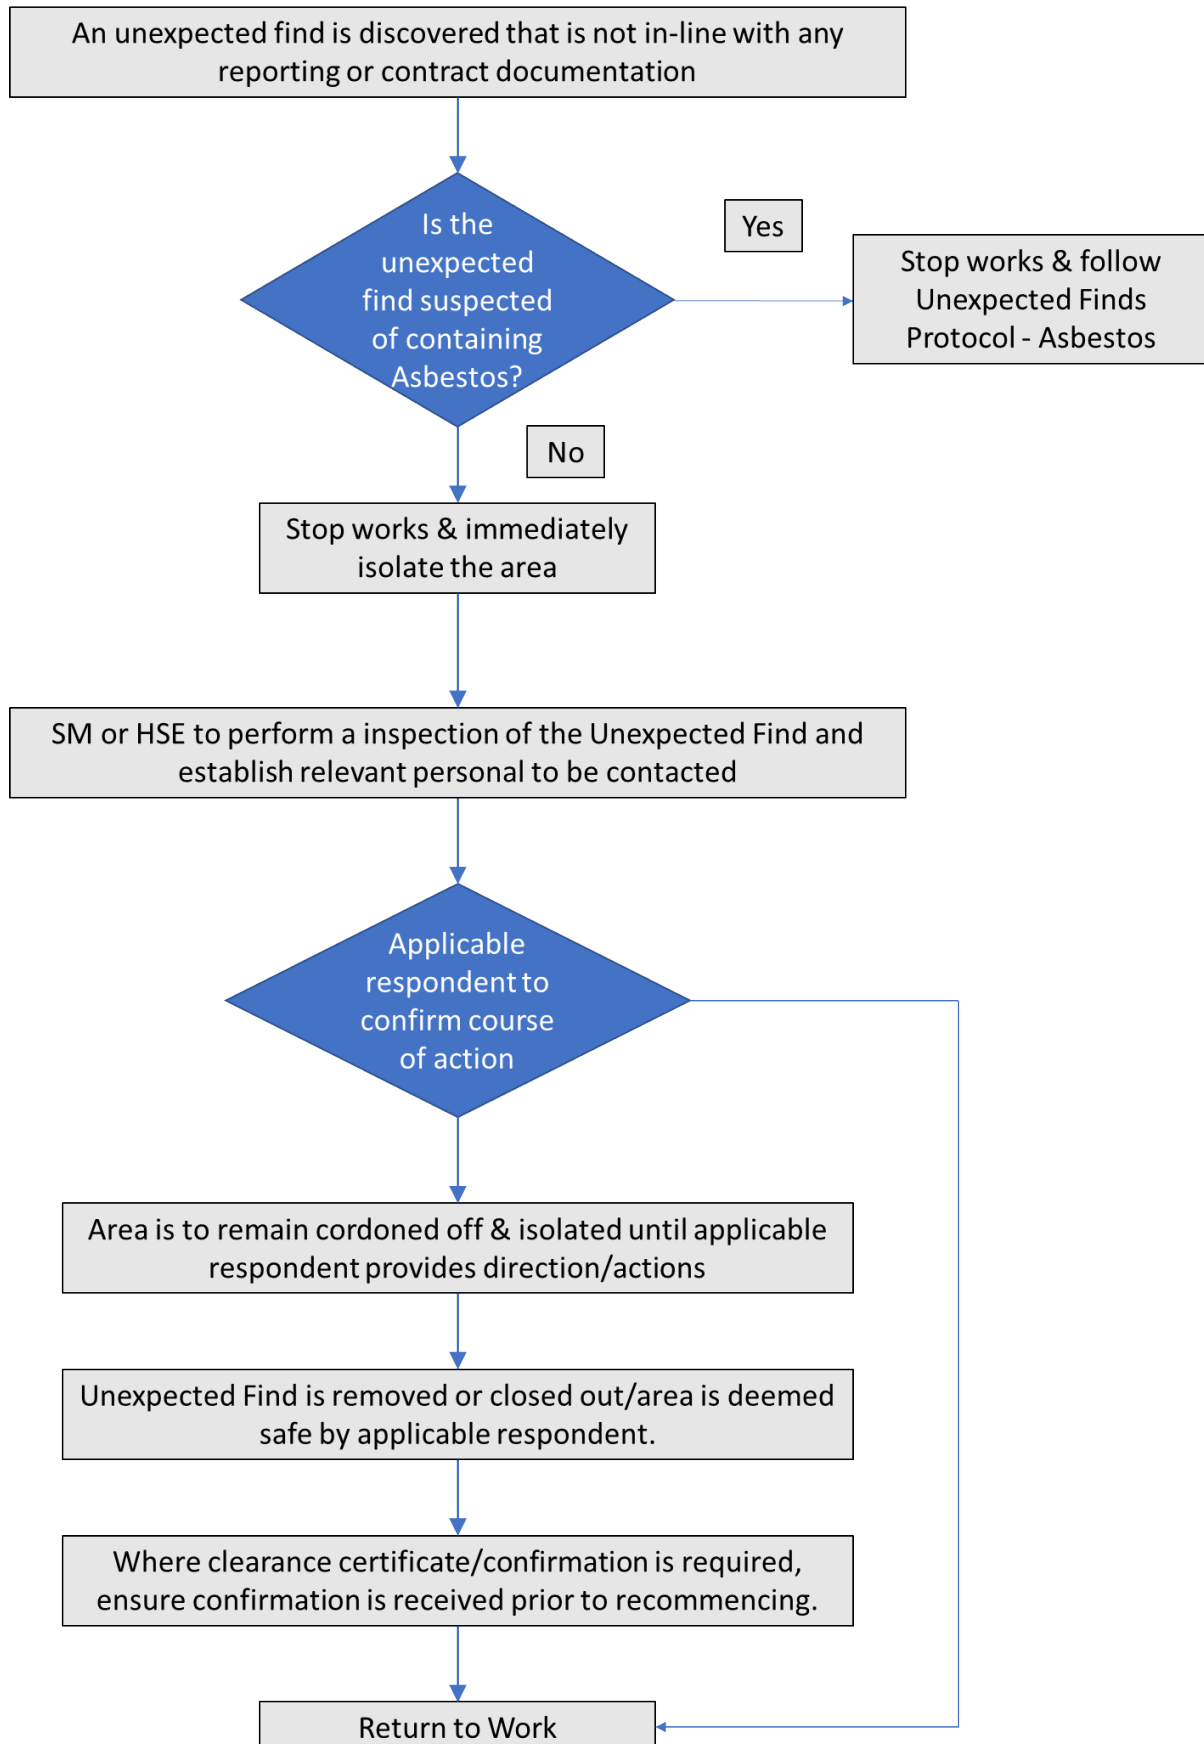 An unexpected find is discovered that is not in-line with any
reporting or contract documentation
Is the
unexpected
find suspected
of containing
Asbestos?
Yes
Stop works & follow
Unexpected Finds
Protocol - Asbestos
No
Stop works & immediately
isolate the area
SM or HSE to perform a inspection of the Unexpected Find and
establish relevant personal to be contacted
Applicable
respondent to
confirm course
of action
Area is to remain cordoned off & isolated until applicable
respondent provides direction/actions
Unexpected Find is removed or closed out/area is deemed
safe by applicable respondent.
Where clearance certificate/confirmation is required,
ensure confirmation is received prior to recommencing.
Return to Work